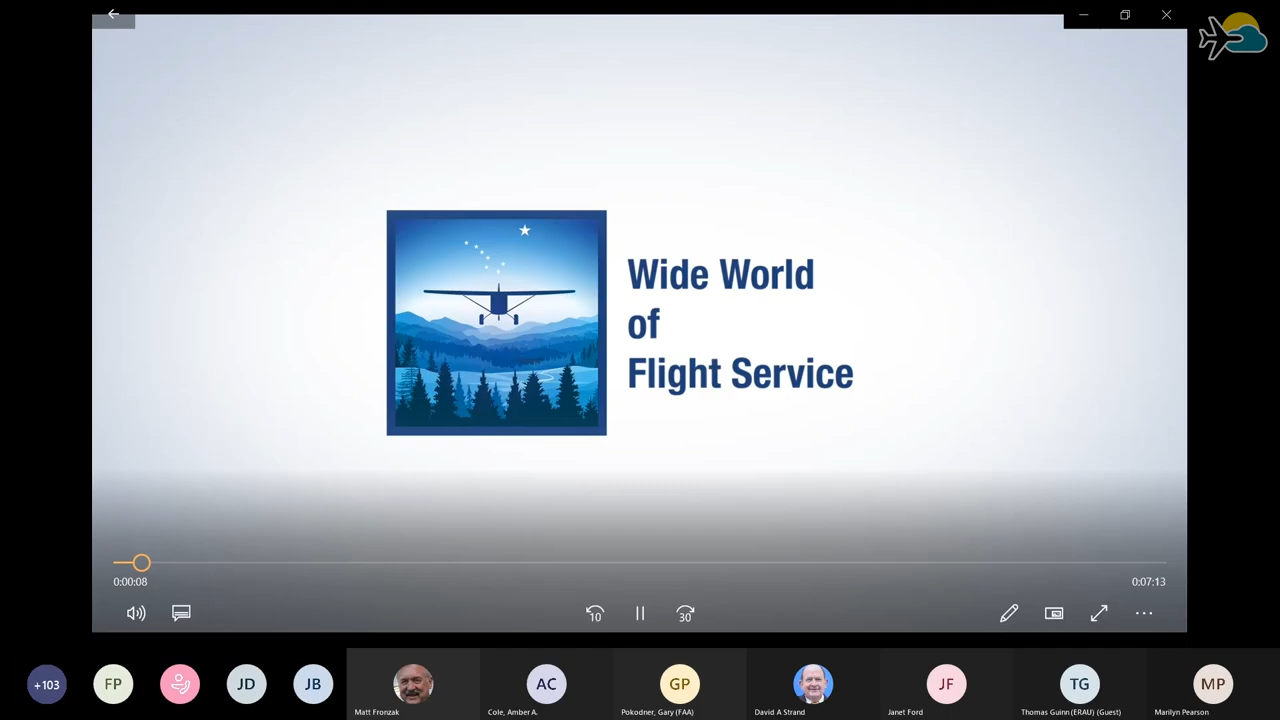 Wide World
of
Flight Service
0:00:08
0:07:13
10
30
+103
FP
JD
JB
AC
GP
JF
TG
MP
Matt Fronzak
Cole, Amber A.
Pokodner, Gary (FAA)
David A Strand
Janet Ford
Thomas Guinn (ERAU) (Guest)
Marilyn Pearson